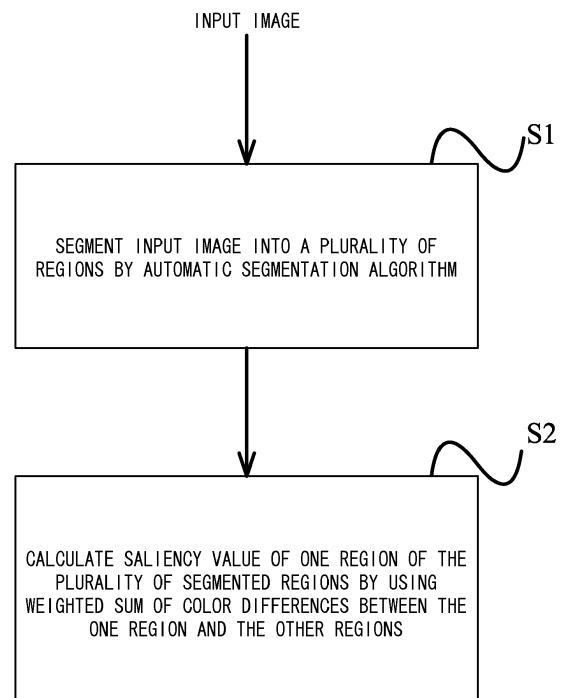 INPUT IMAGE
S1
SEGMENT INPUT IMAGE INTO A PLURALITY OF
REGIONS BY AUTOMATIC SEGMENTATION ALGORITHM
S2
CALCULATE SALIENCY VALUE OF ONE REGION OF THE
PLURALITY OF SEGMENTED REGIONS BY USING
WEIGHTED SUM OF COLOR DIFFERENCES BETWEEN THE
ONE REGION AND THE OTHER REGIONS